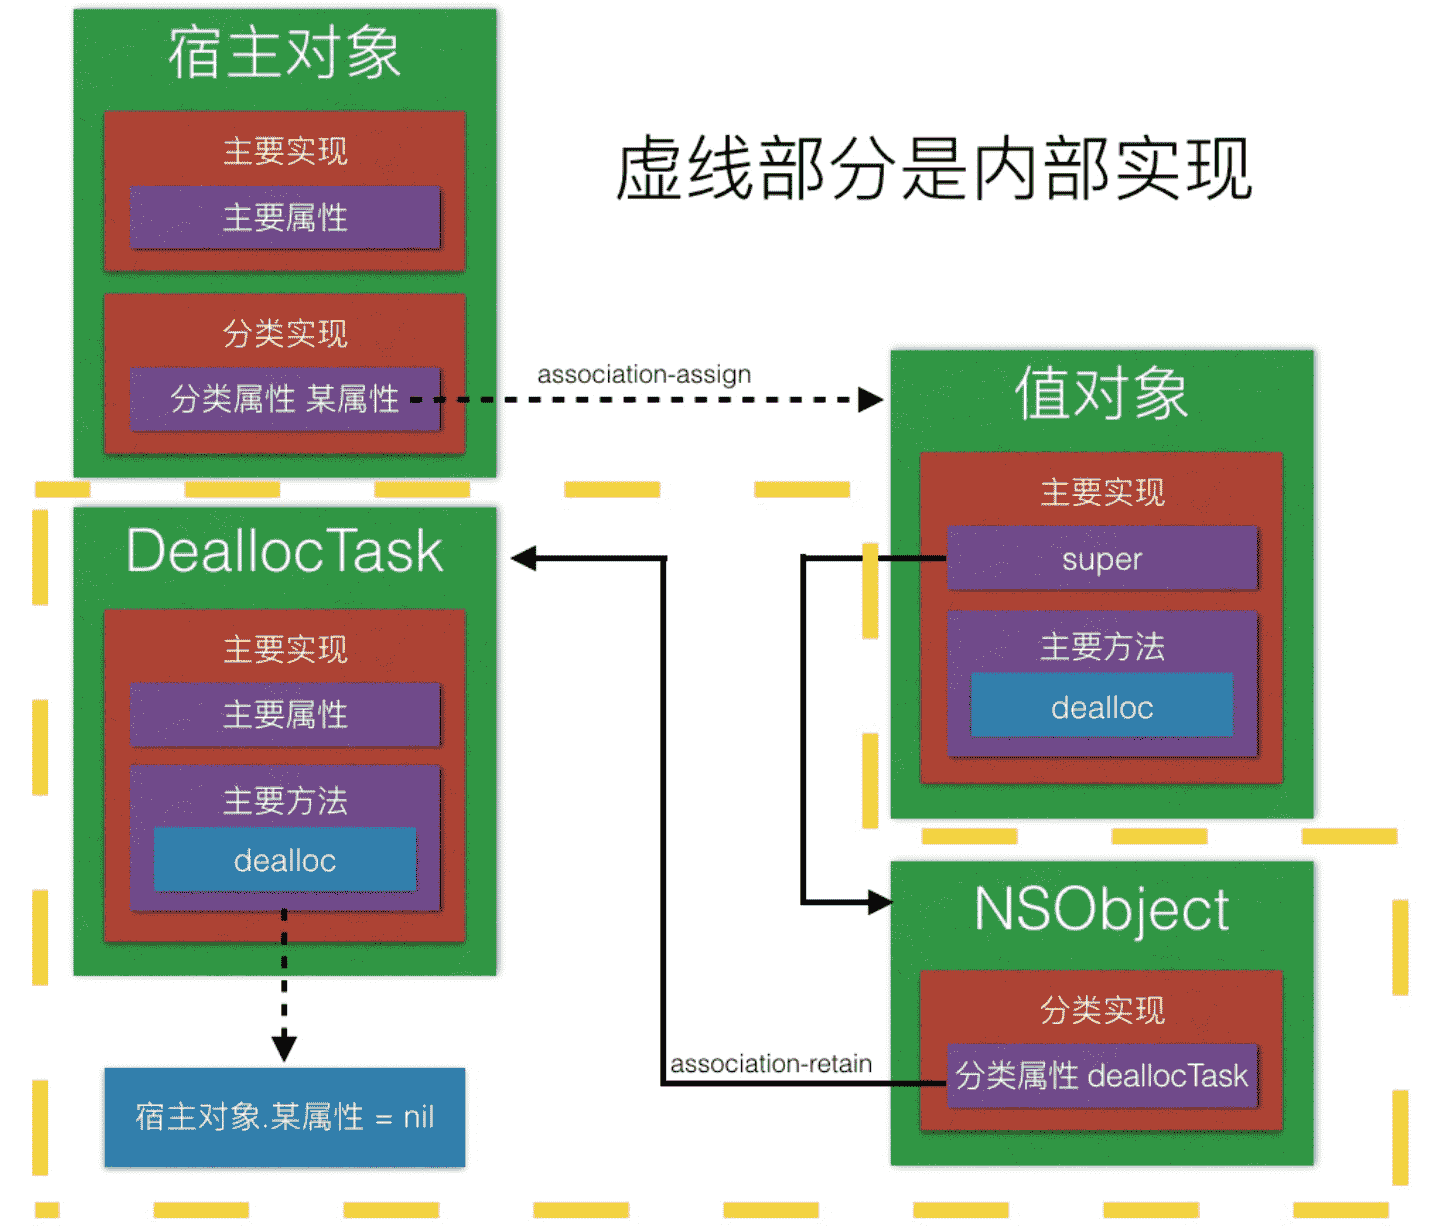 宿主对象
主要实现
主要属性
分类实现
分类属性 某属性
虚线部分是内部实现
association-assign
值对象
主要实现
super
主要方法
dealloc
DeallocTask
主要实现
主要属性
主要方法
dealloc
宿主对象.某属性 = nil
NSObject
分类实现
分类属性 deallocTask
association-retain